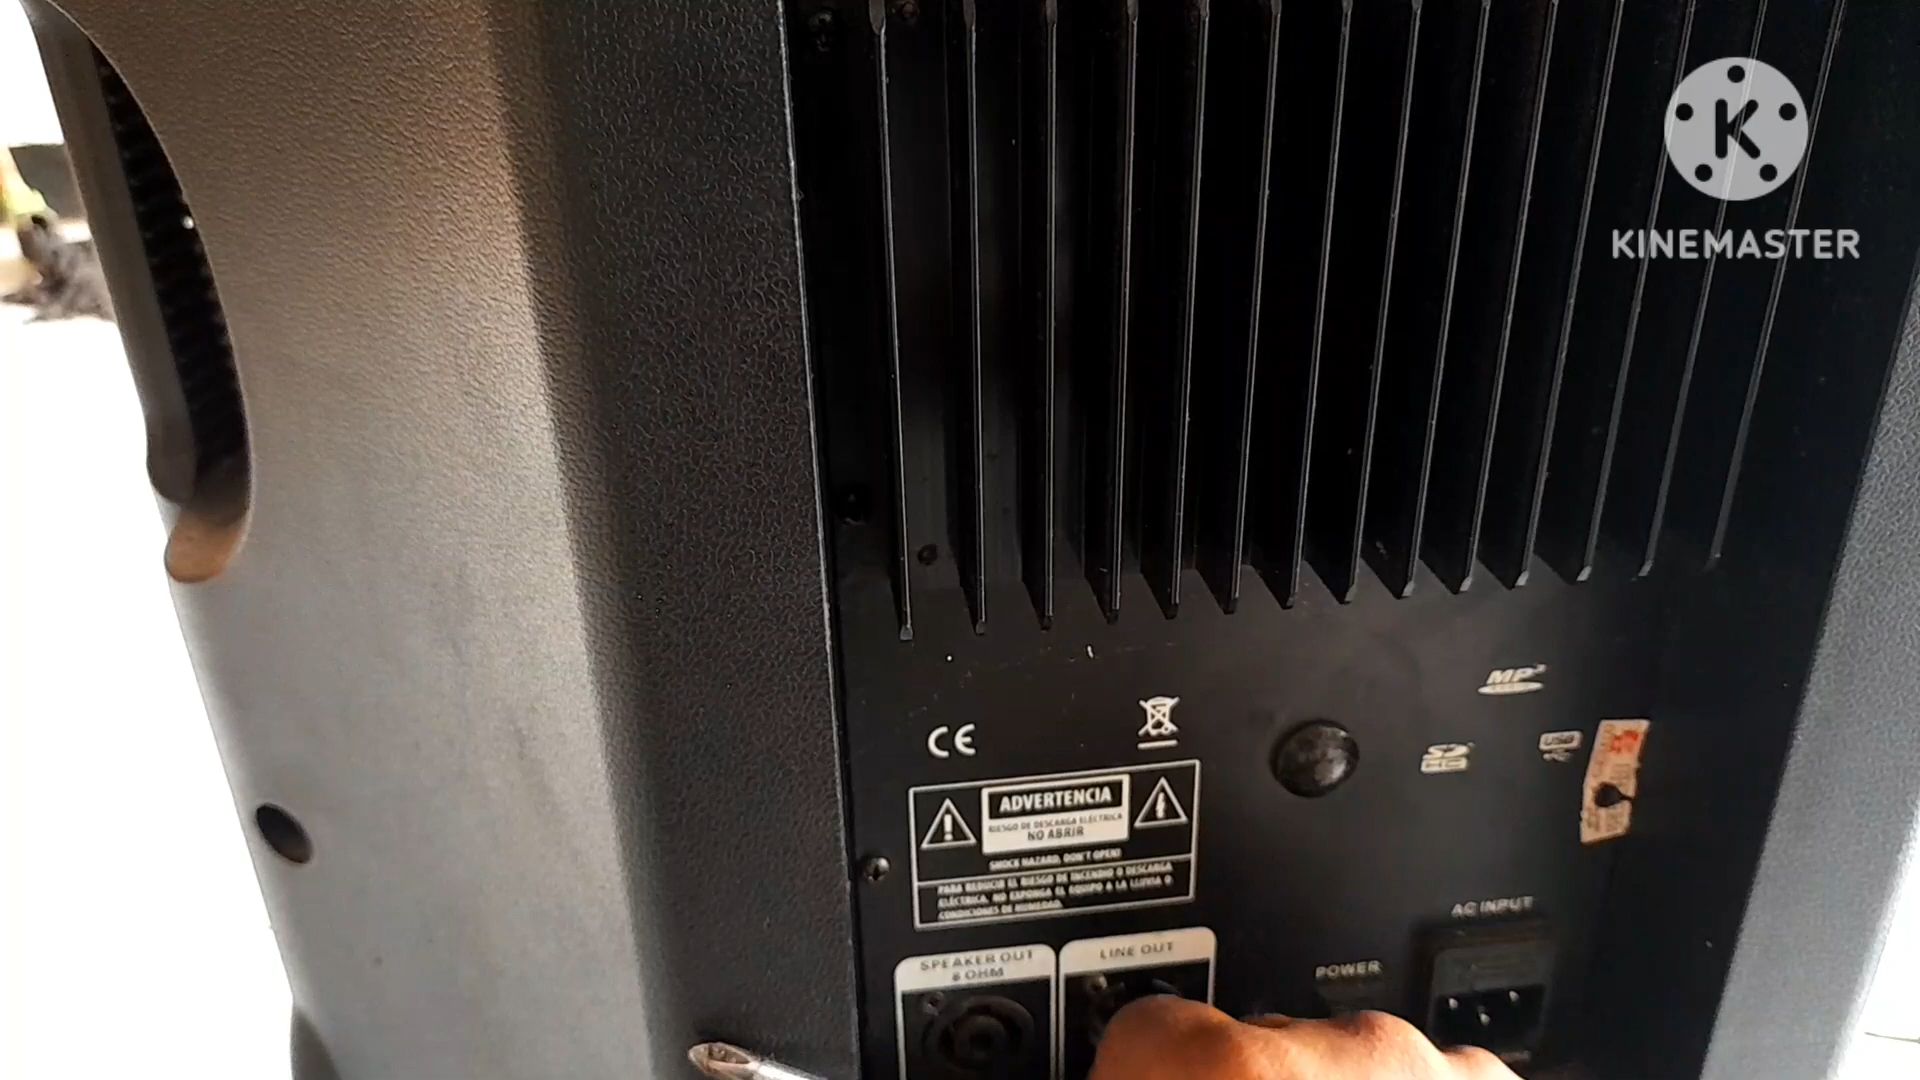 K
KINEMASTER
MP3
CE
SD
HC
USB
ADVERTENCIA
RIESGO DE DESCARGA ELÉCTRICA
NO ABRIR
SHOCK HAZARD, DON'T OPEN!
PARA REDUCIR EL RIESGO DE INCENDIO O DESCARGA
ELÉCTRICA, NO EXPONGA EL EQUIPO A LA LLUVIA O
CONDICIONES DE HUMEDAD.
AC INPUT
SPEAKER OUT
8 OHM
LINE OUT
POWER